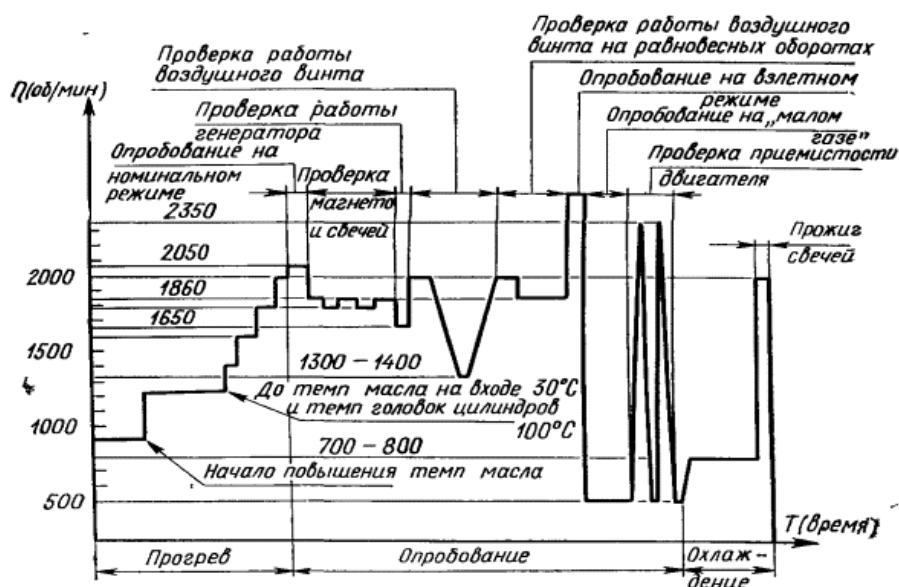 Проверка работы
воздушного винта
Проверка работы воздушного
винта на равновесных оборотах
Опробование на взлетном
режиме
Опробование на „малом
газе"
Проверка приемистости
двигателя
η(об/мин)
Проверка работы
генератора
Опробование на
номинальном
режиме
Проверка
магнето
и свечей
Прожиг
свечей
2350
2050
2000
1860
1650
1500
1300 – 1400
До темп масла на входе 30°С
и темп головок цилиндров
100°С
1000
700 – 800
Начало повышения темп масла
500
Т(время)
Прогрев
Опробование
Охлаж –
дение